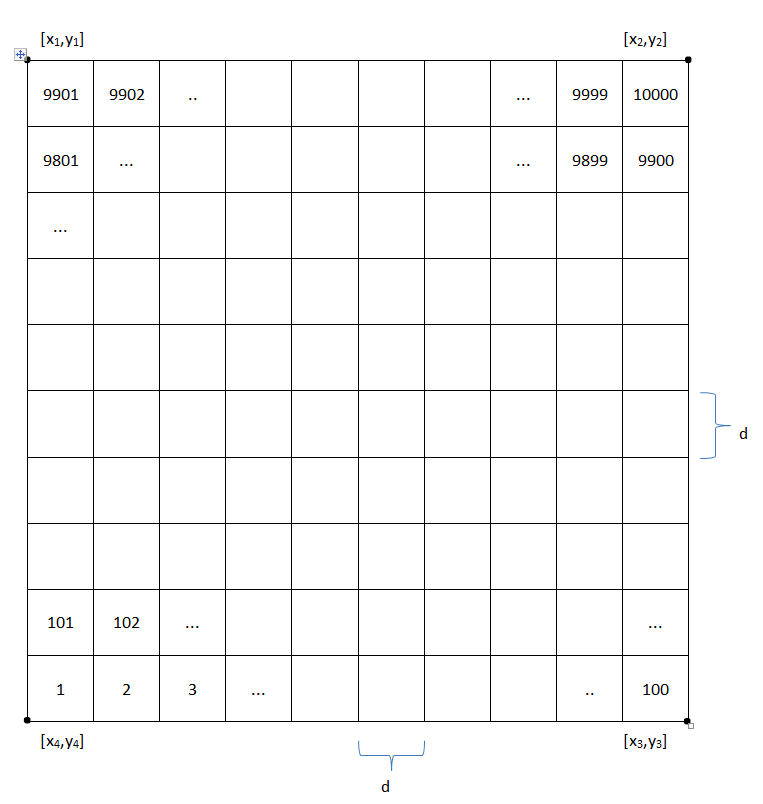 [x₁,y₁] [x₂,y₂]
9901 9902 .. ... 9999 10000
9801 ... ... 9899 9900
...
d
101 102 ... ...
1 2 3 ... .. 100
[x₄,y₄] [x₃,y₃]
d